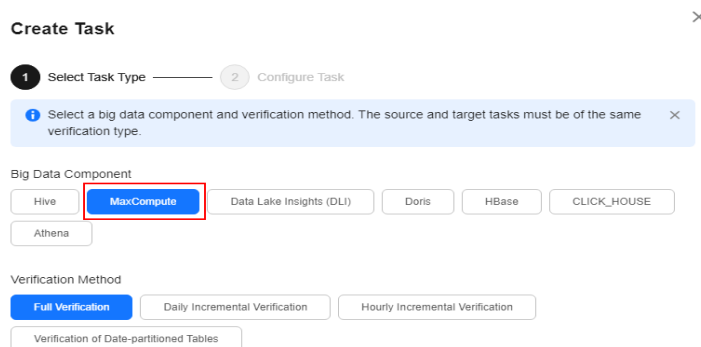 Create Task
1 Select Task Type 2 Configure Task
Select a big data component and verification method. The source and target tasks must be of the same
verification type.
Big Data Component
Hive MaxCompute Data Lake Insights (DLI) Doris HBase CLICK_HOUSE
Athena
Verification Method
Full Verification Daily Incremental Verification Hourly Incremental Verification
Verification of Date-partitioned Tables